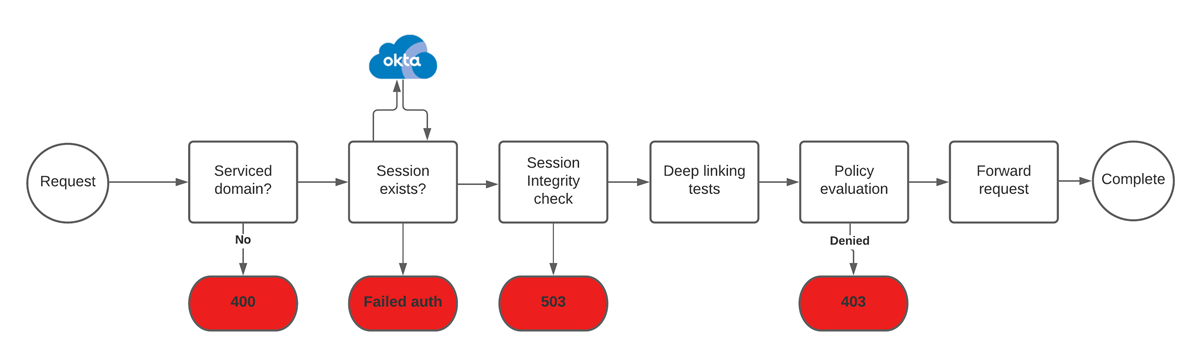 okta
Request
Serviced
domain?
Session
exists?
Session
Integrity
check
Deep linking
tests
Policy
evaluation
Forward
request
Complete
No
Denied
400
Failed auth
503
403